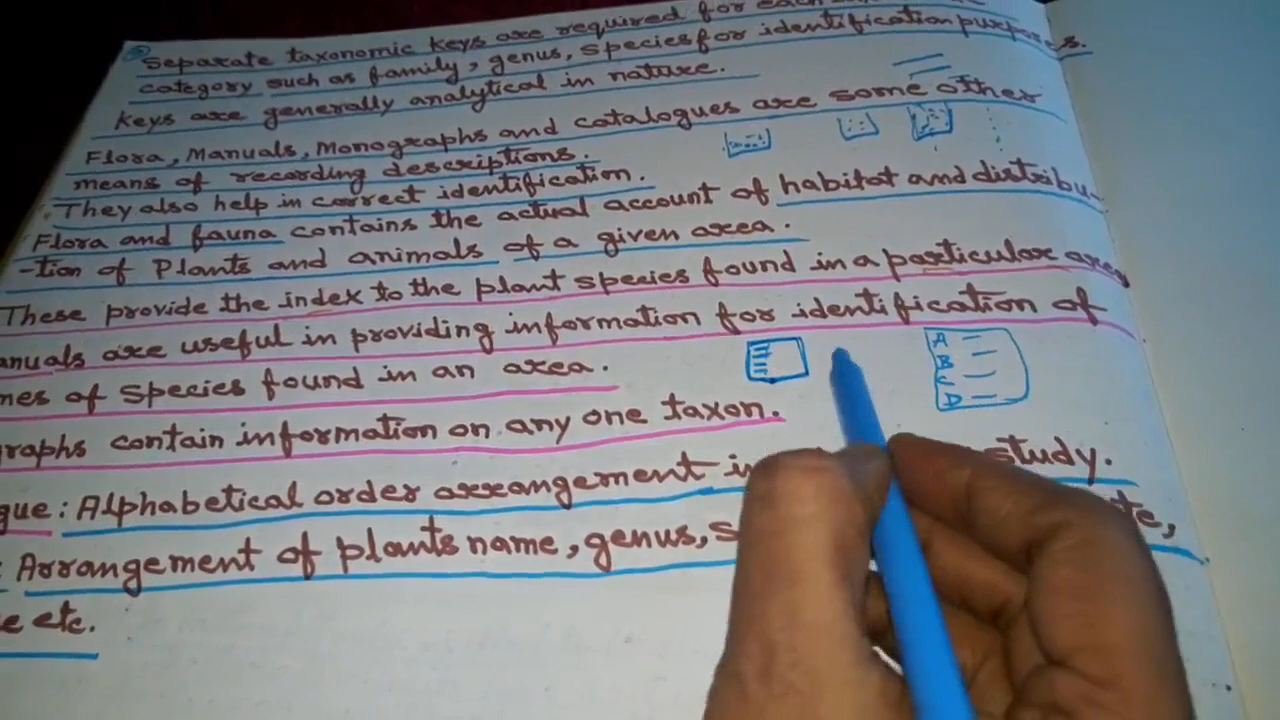 Separate taxonomic keys are required for each
category such as family, genus, species for identification purposes.
Keys are generally analytical in nature.
Flora, Manuals, Monographs and catalogues are some other
means of recording descriptions.
They also help in correct identification.
Flora and fauna contains the actual account of habitat and distribu-
-tion of Plants and animals of a given area.
These provide the index to the plant species found in a particular area
anuals are useful in providing information for identification of
mes of species found in an area.
raphs contain information on any one taxon.
gue: Alphabetical order arrangement in study.
: Arrangement of plants name, genus, s te,
e etc.
A
B
C
D